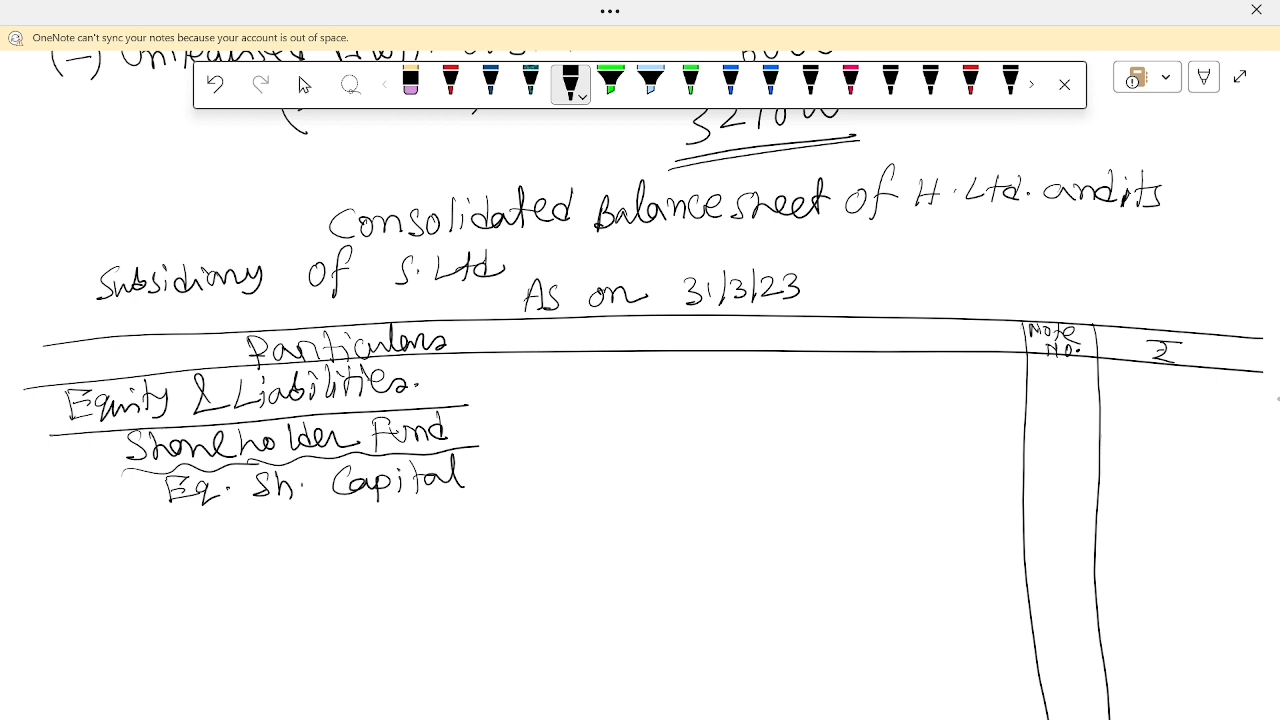 OneNote can't sync your notes because your account is out of space.
(-)
Consolidated Balance sheet of H. Ltd. and its
Subsidiary of S. Ltd
As on 31/3/23
Particulars Note No. ₹
Equity & Liabilities.
Shareholder Fund
Eq. Sh. Capital